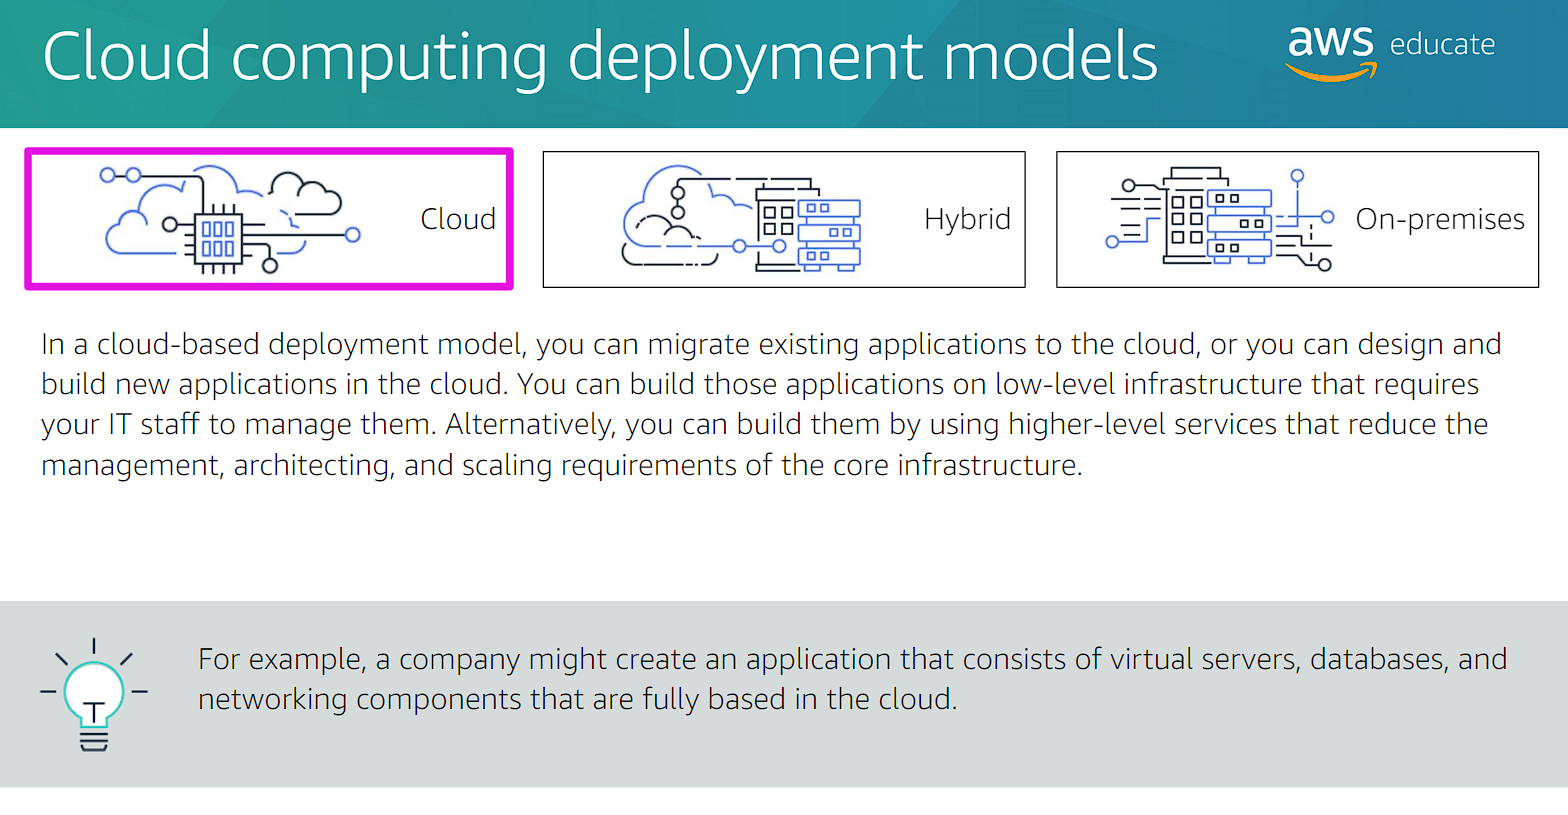 Cloud computing deployment models
aws educate
Cloud
Hybrid
On-premises
In a cloud-based deployment model, you can migrate existing applications to the cloud, or you can design and
build new applications in the cloud. You can build those applications on low-level infrastructure that requires
your IT staff to manage them. Alternatively, you can build them by using higher-level services that reduce the
management, architecting, and scaling requirements of the core infrastructure.
For example, a company might create an application that consists of virtual servers, databases, and
networking components that are fully based in the cloud.